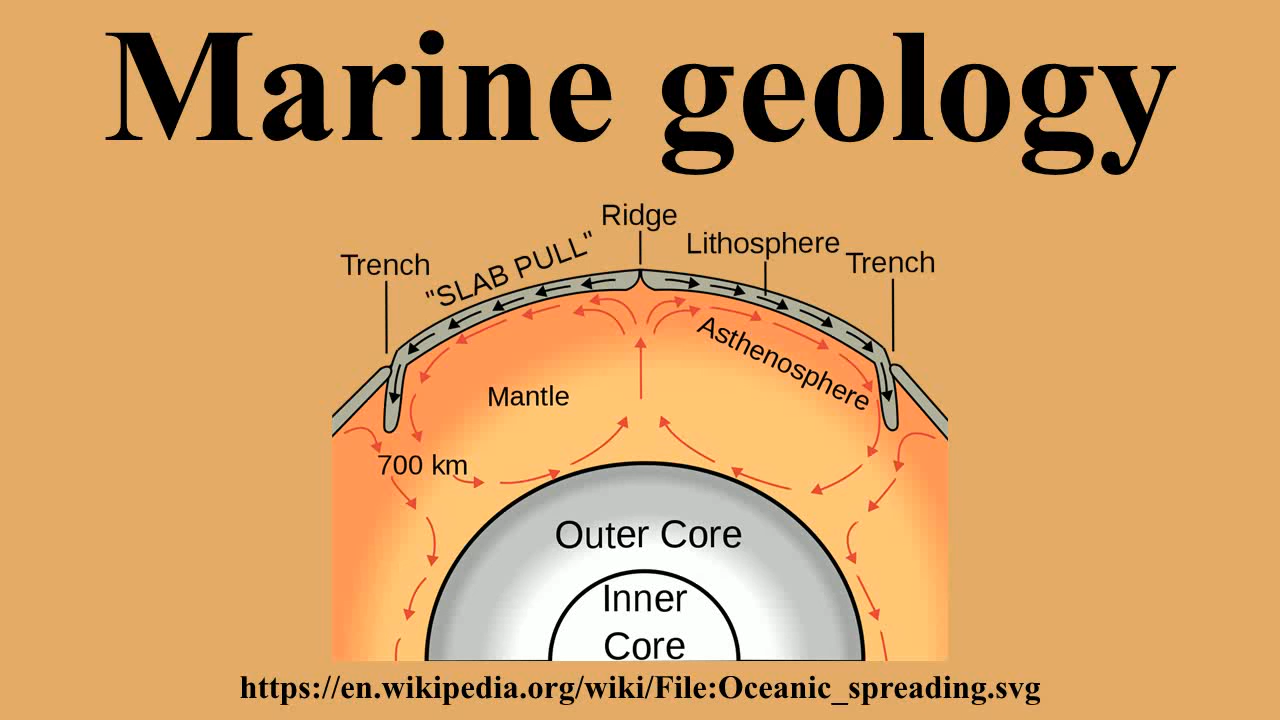 Marine geology
Ridge
Lithosphere
Trench
"SLAB PULL"
Trench
Asthenosphere
Mantle
700 km
Outer Core
Inner
Core
https://en.wikipedia.org/wiki/File:Oceanic_spreading.svg